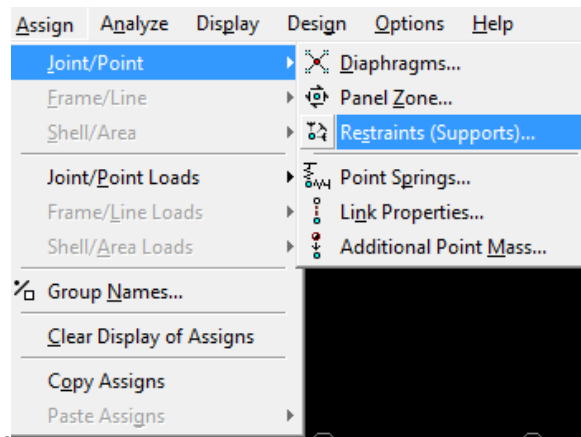 Assign Analyze Display Design Options Help
Joint/Point
Frame/Line
Shell/Area
Joint/Point Loads
Frame/Line Loads
Shell/Area Loads
Group Names...
Clear Display of Assigns
Copy Assigns
Paste Assigns
Diaphragms...
Panel Zone...
Restraints (Supports)...
Point Springs...
Link Properties...
Additional Point Mass...